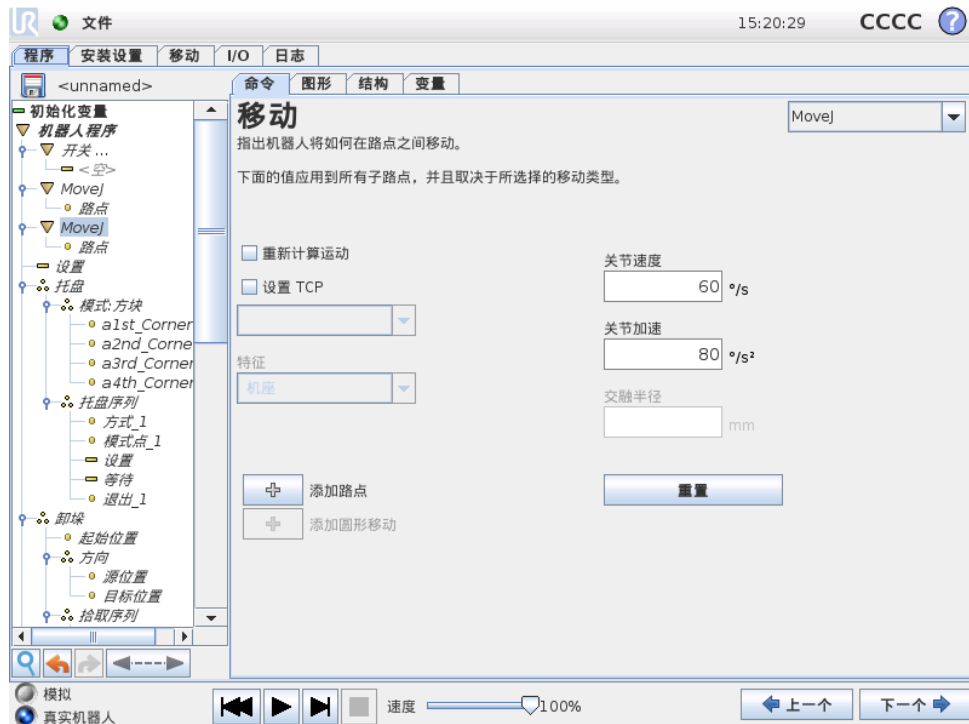 UR 文件 15:20:29 CCCC ?
程序 安装设置 移动 I/O 日志
<unnamed>
初始化变量
机器人程序
开关 ...
<空>
MoveJ
路点
MoveJ
路点
设置
托盘
模式:方块
a1st_Corner
a2nd_Corne
a3rd_Corner
a4th_Corner
托盘序列
方式_1
模式点_1
设置
等待
退出_1
卸垛
起始位置
方向
源位置
目标位置
拾取序列
命令 图形 结构 变量
移动
MoveJ
指出机器人将如何在路点之间移动。
下面的值应用到所有子路点，并且取决于所选择的移动类型。
重新计算运动
设置 TCP
特征
机座
关节速度
60 °/s
关节加速
80 °/s²
交融半径
mm
添加路点
重置
添加圆形移动
模拟
真实机器人
速度 100%
上一个 下一个